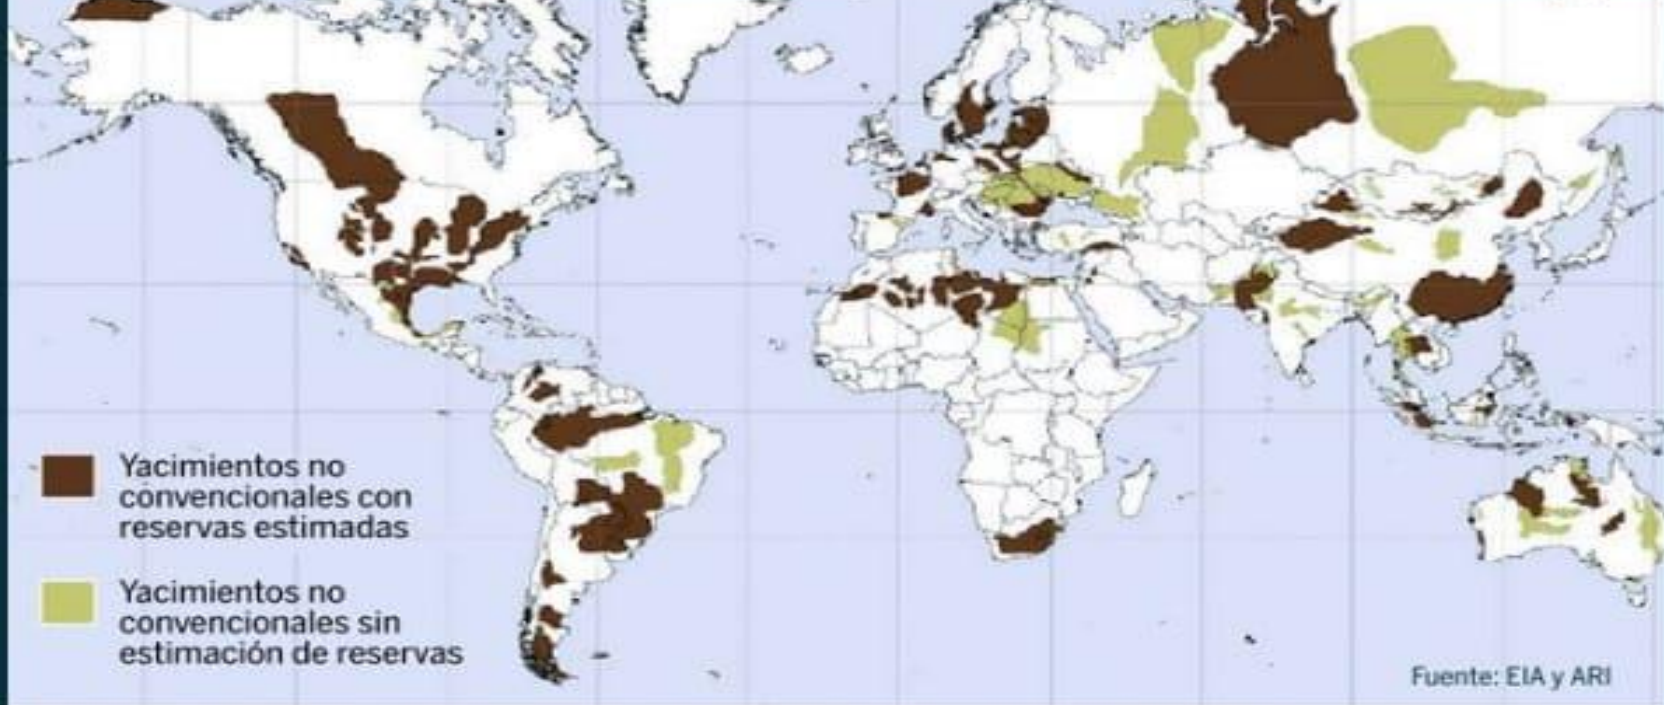 Yacimientos no
convencionales con
reservas estimadas
Yacimientos no
convencionales sin
estimación de reservas
Fuente: EIA y ARI